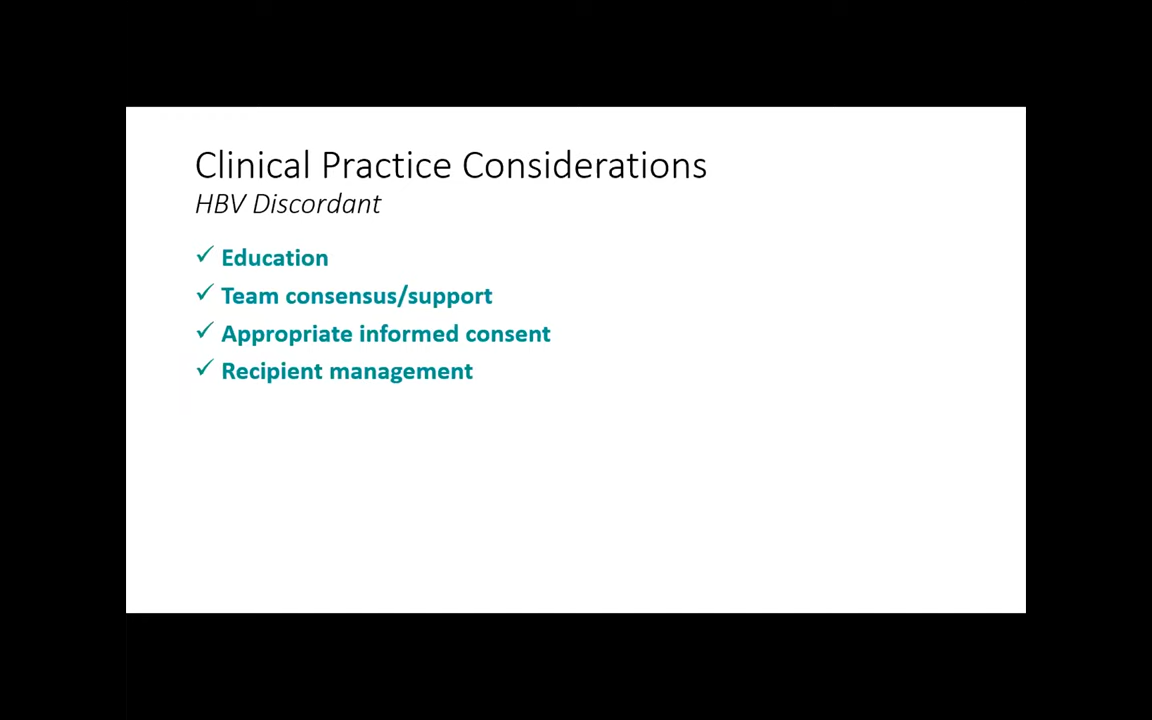 Clinical Practice Considerations
HBV Discordant
✓ Education
✓ Team consensus/support
✓ Appropriate informed consent
✓ Recipient management